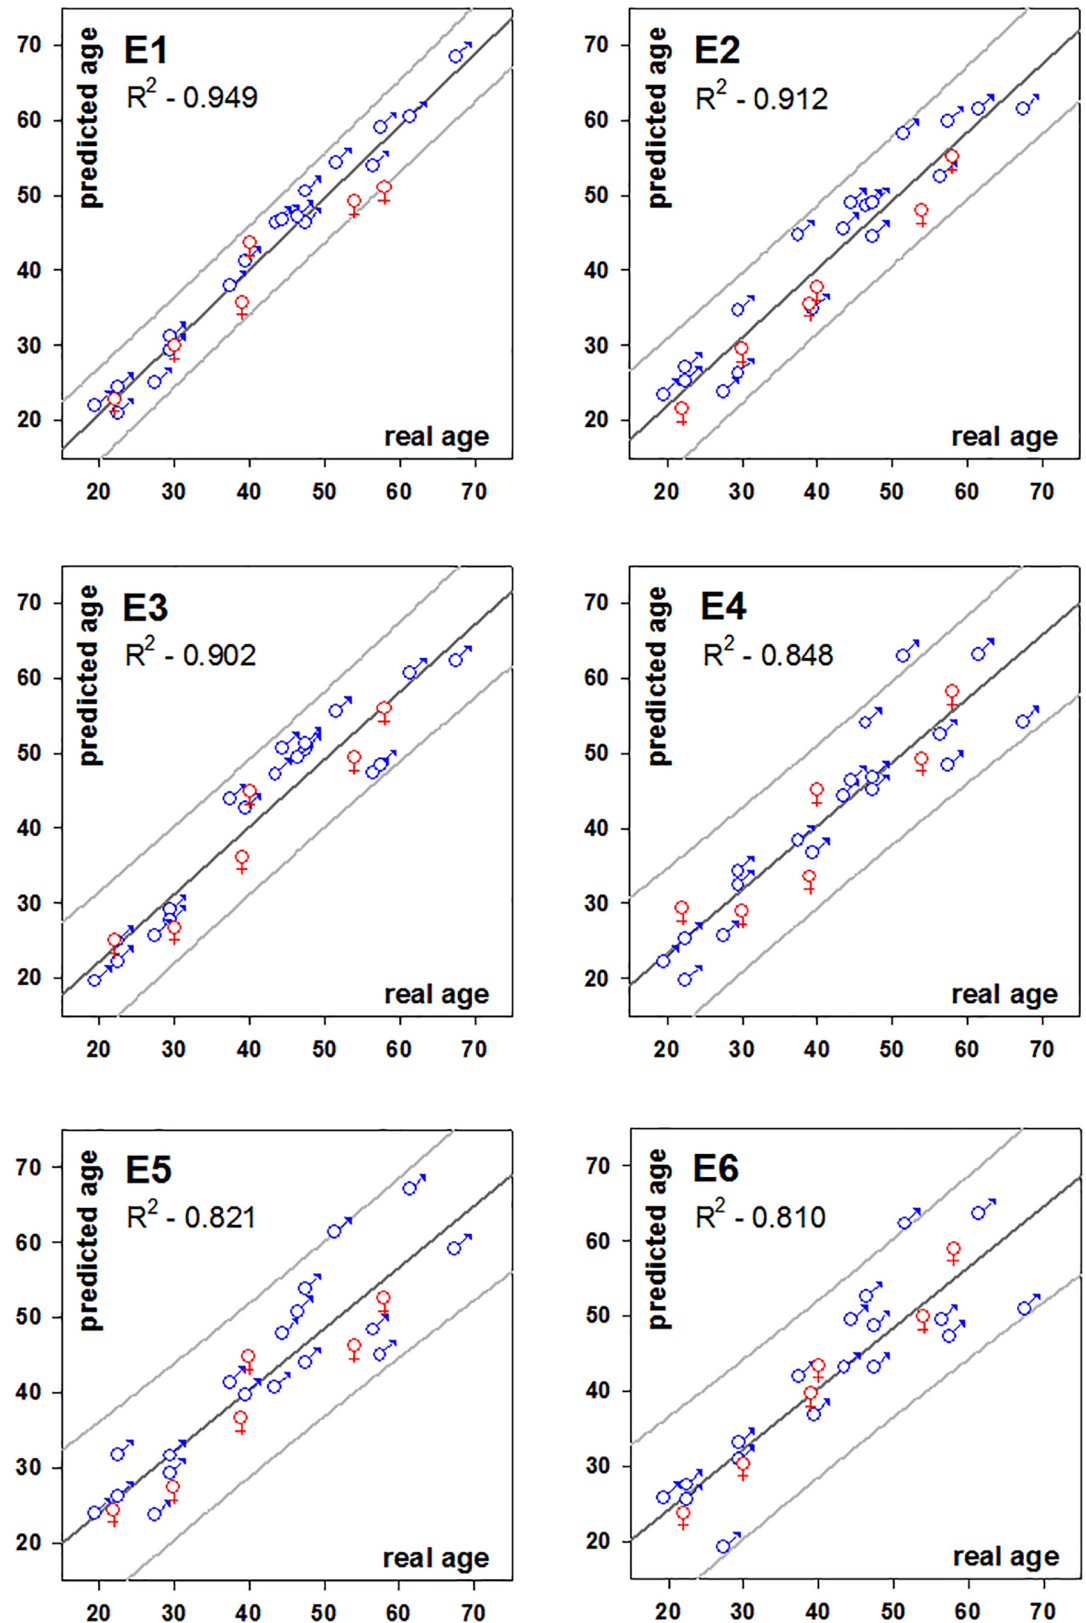 predicted age
E1
R² - 0.949
70
60
50
40
30
20
real age
20 30 40 50 60 70
predicted age
E2
R² - 0.912
70
60
50
40
30
20
real age
20 30 40 50 60 70
predicted age
E3
R² - 0.902
70
60
50
40
30
20
real age
20 30 40 50 60 70
predicted age
E4
R² - 0.848
70
60
50
40
30
20
real age
20 30 40 50 60 70
predicted age
E5
R² - 0.821
70
60
50
40
30
20
real age
20 30 40 50 60 70
predicted age
E6
R² - 0.810
70
60
50
40
30
20
real age
20 30 40 50 60 70